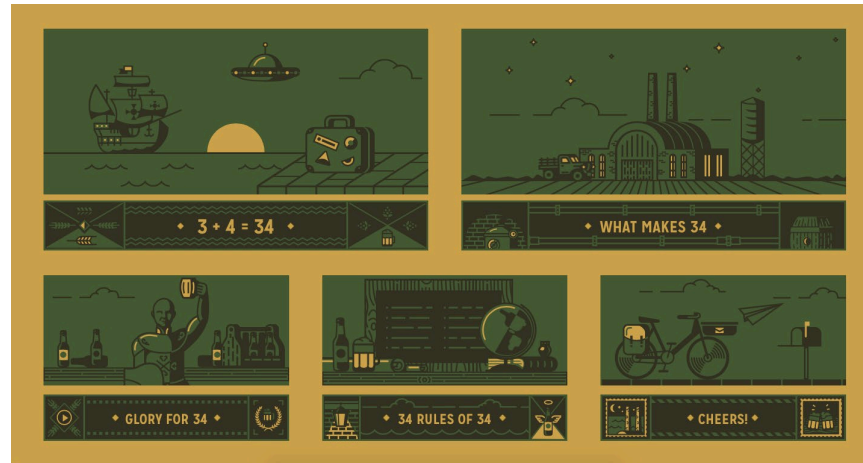 3 + 4 = 34
WHAT MAKES 34
GLORY FOR 34
34 RULES OF 34
CHEERS!